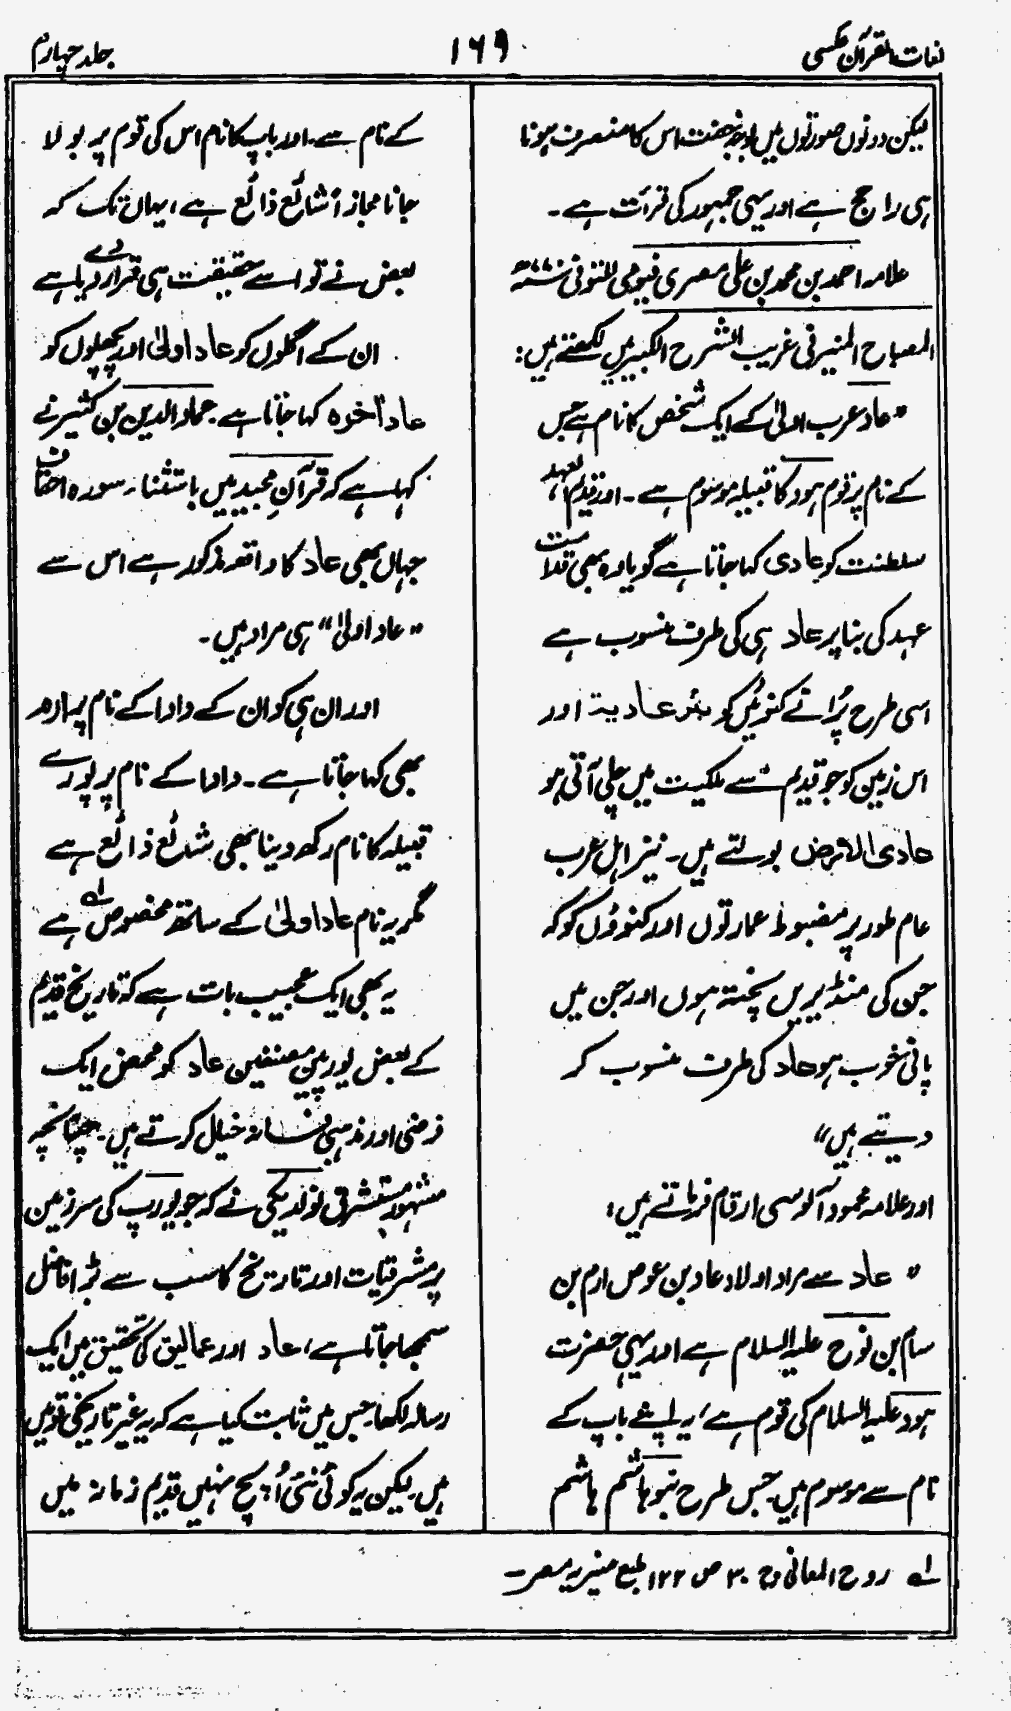 لغات القرآن عکسی
۱۶۹
جلد چہارم
لیکن دونوں صورتوں میں بوجہ خفت اس کا منصرف ہونا
ہی راجح ہے اور یہی جمہور کی قرأت ہے۔
علامہ احمد بن محمد بن علی مصری فیومی المتوفی ۷۷۰ھ
المصباح المنیر فی غریب الشرح الکبیر میں لکھتے ہیں:
"عاد عرب اولیٰ کے ایک شخص کا نام ہے جس
کے نام پر قوم ہود کا قبیلہ موسوم ہے۔ اور قدیم العہد
سلطنت کو عادی کہا جاتا ہے گویا وہ بھی قدامت
عہد کی بنا پر عاد ہی کی طرف منسوب ہے
اسی طرح پُرانے کنوئیں کو بئر عادیة اور
اس زمین کو جو قدیم سے ملکیت میں چلی آتی ہو
عادی الارض بولتے ہیں۔ نیز اہل عرب
عام طور پر مضبوط عمارتوں اور کنوؤں کو کہ
جن کی منڈیریں پختہ ہوں اور جن میں
پانی خوب ہو عاد کی طرف منسوب کر
دیتے ہیں"
اور علامہ محمود آلوسی ارقام فرماتے ہیں:
" عاد سے مراد اولاد عاد بن عوص ارم بن
سام بن نوح علیہ السلام ہے اور یہی حضرت
ہود علیہ السلام کی قوم ہے، یہ اپنے باپ کے
نام سے موسوم ہیں جس طرح بنو ہاشم ہاشم
کے نام سے۔ اور باپ کا نام اس کی قوم پر بولا
جانا مجازاً شائع ذائع ہے، یہاں تک کہ
بعض نے تو اسے حقیقت ہی قرار دے دیا ہے
ان کے اگلوں کو عاد اولیٰ اور پچھلوں کو
عاد آخرہ کہا جاتا ہے۔ عماد الدین بن کثیر نے
کہا ہے کہ قرآنِ مجید میں باستثناء سورہ احقاف
جہاں بھی عاد کا واقعہ مذکور ہے اس سے
"عاد اولیٰ" ہی مراد ہیں۔
اور ان ہی کو ان کے دادا کے نام پر ارم
بھی کہا جاتا ہے۔ دادا کے نام پر پورے
قبیلہ کا نام رکھ دینا بھی شائع ذائع ہے
مگر یہ نام عاد اولیٰ کے ساتھ مخصوص ہے لے
یہ بھی ایک عجیب بات ہے کہ تاریخ قدیم
کے بعض یورپین مصنفین عاد کو محض ایک
فرضی اور مذہبی فسانہ خیال کرتے ہیں۔ چنانچہ
مشہور مستشرق نولدیکی نے کہ جو یورپ کی سرزمین
پر مشرقیات اور تاریخ کا سب سے بڑا فاضل
سمجھا جاتا ہے، عاد اور عمالیق کی تحقیق میں ایک
رسالہ لکھا، جس میں ثابت کیا ہے کہ یہ غیر تاریخی قومیں
ہیں لیکن یہ کوئی نئی اُپج نہیں قدیم زمانہ میں
لے روح المعانی ج ۳۰ ص ۱۲۲ طبع منیریہ مصر